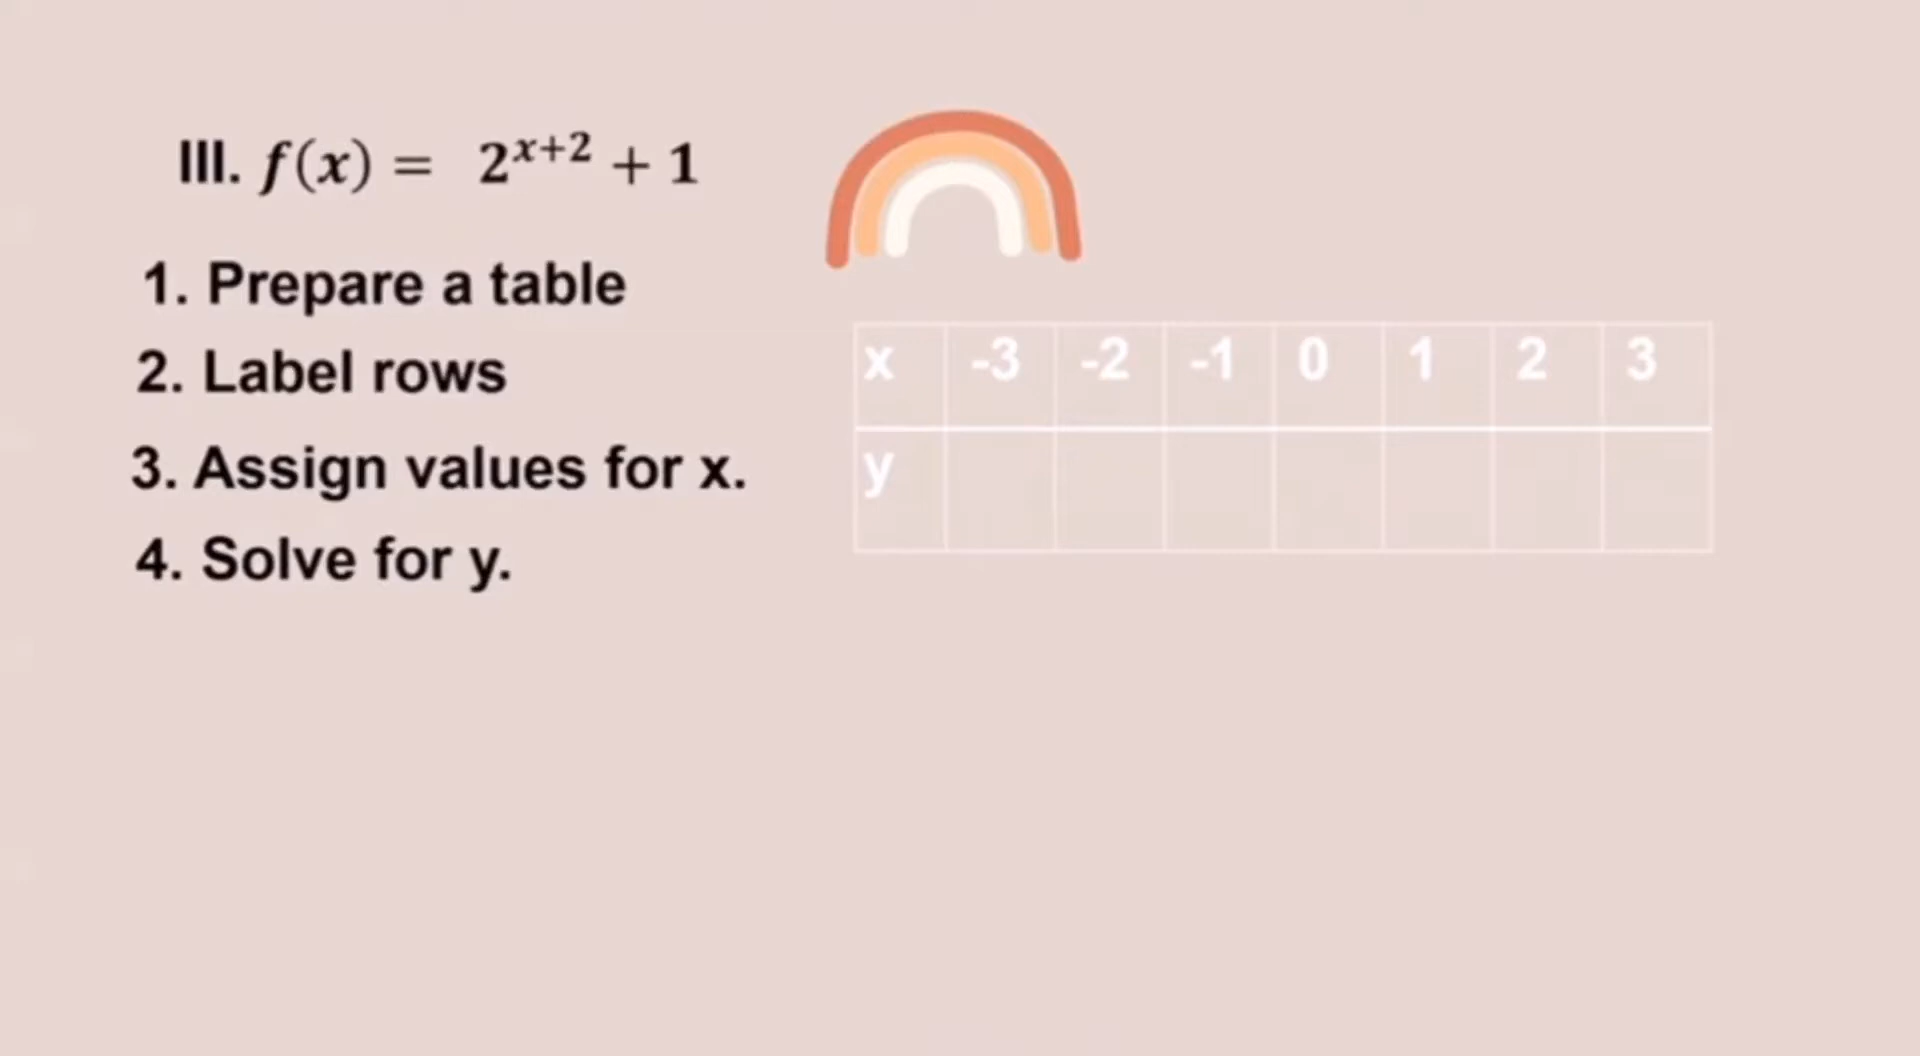 III. f(x) = 2^{x+2} + 1
1. Prepare a table
2. Label rows
3. Assign values for x.
4. Solve for y.
x -3 -2 -1 0 1 2 3
y